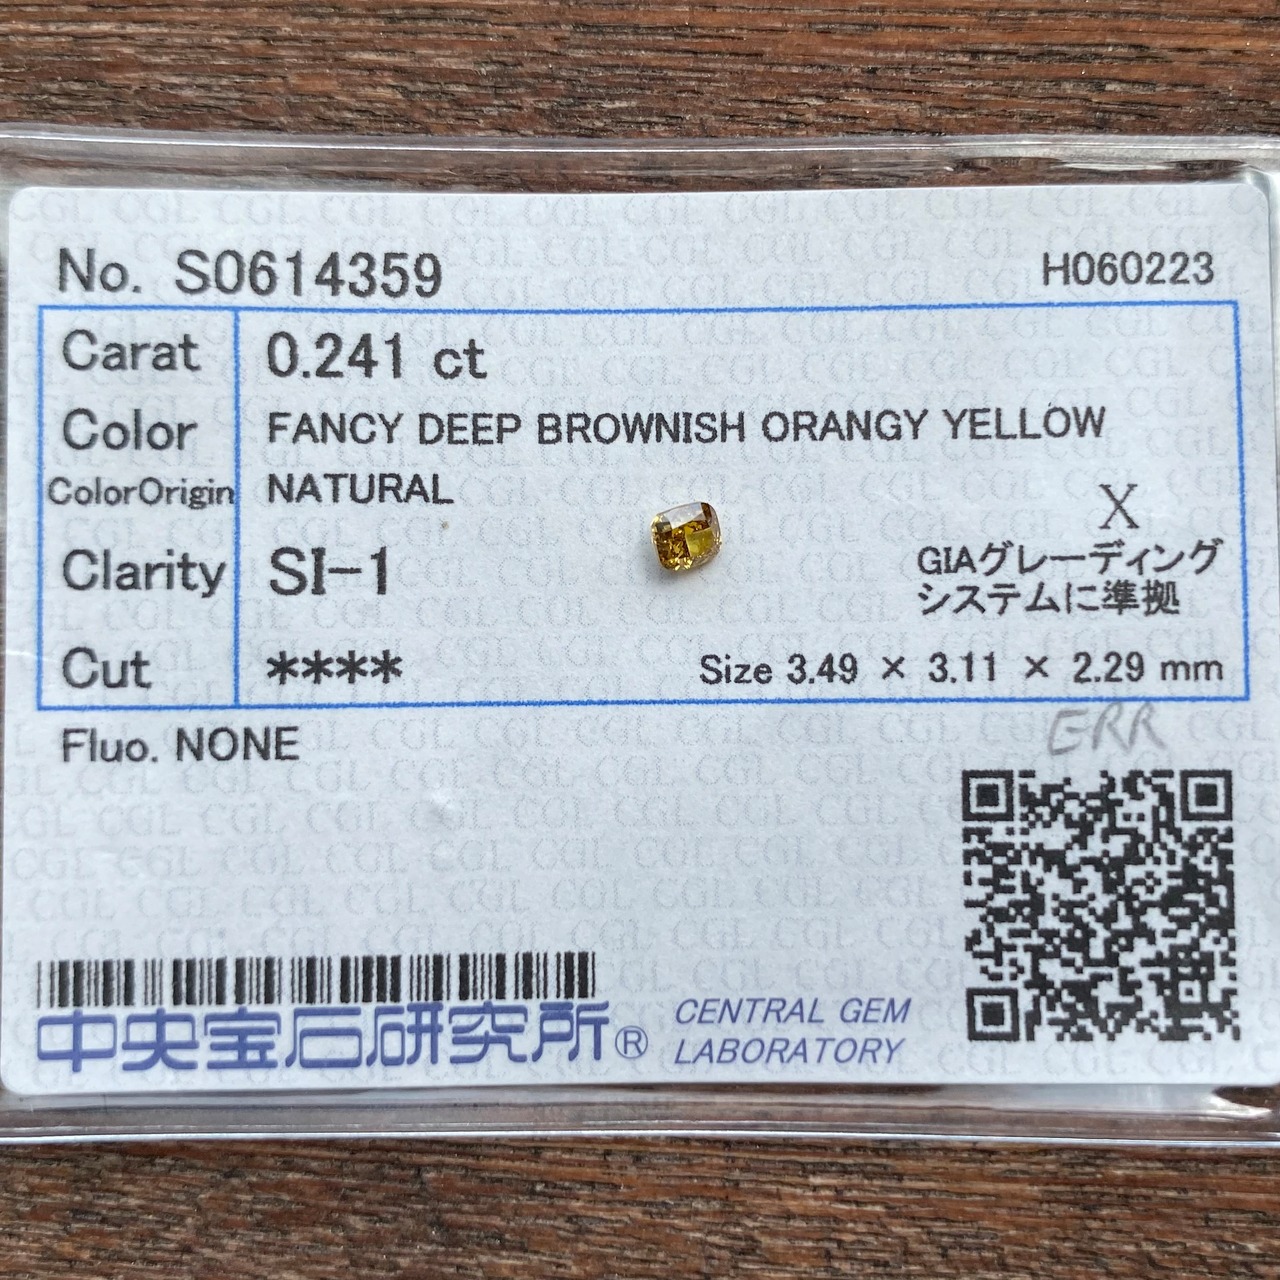 No. S0614359
H060223
Carat 0.241 ct
Color FANCY DEEP BROWNISH ORANGY YELLOW
ColorOrigin NATURAL
X
Clarity SI-1
GIAグレーディング
システムに準拠
Cut ****
Size 3.49 × 3.11 × 2.29 mm
ERR
Fluo. NONE
中央宝石研究所®
CENTRAL GEM
LABORATORY